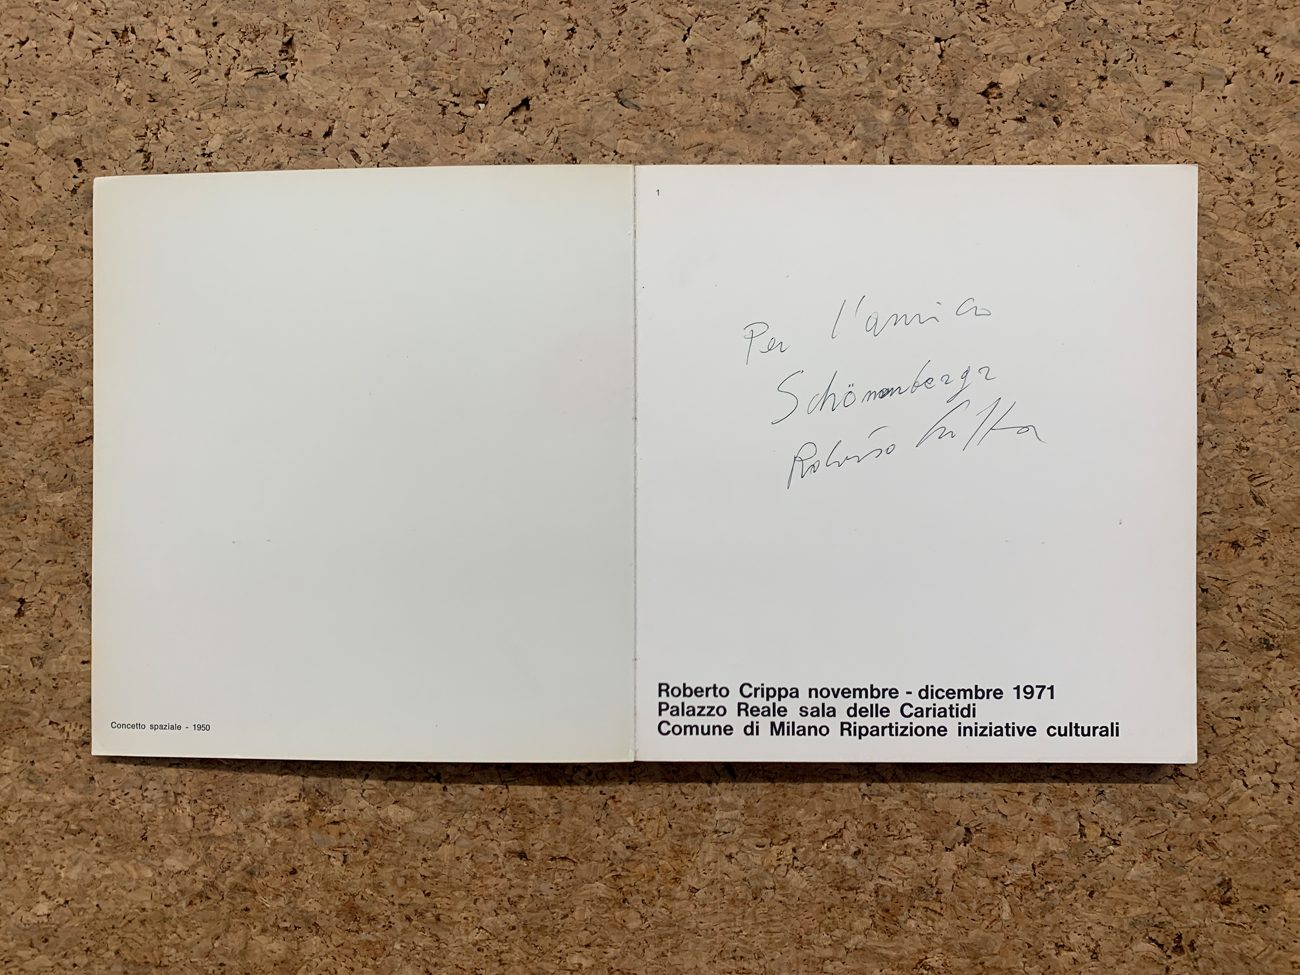 Concetto spaziale - 1950
1
Per l'amico
Roberto Crippa
Roberto Crippa novembre - dicembre 1971
Palazzo Reale sala delle Cariatidi
Comune di Milano Ripartizione iniziative culturali